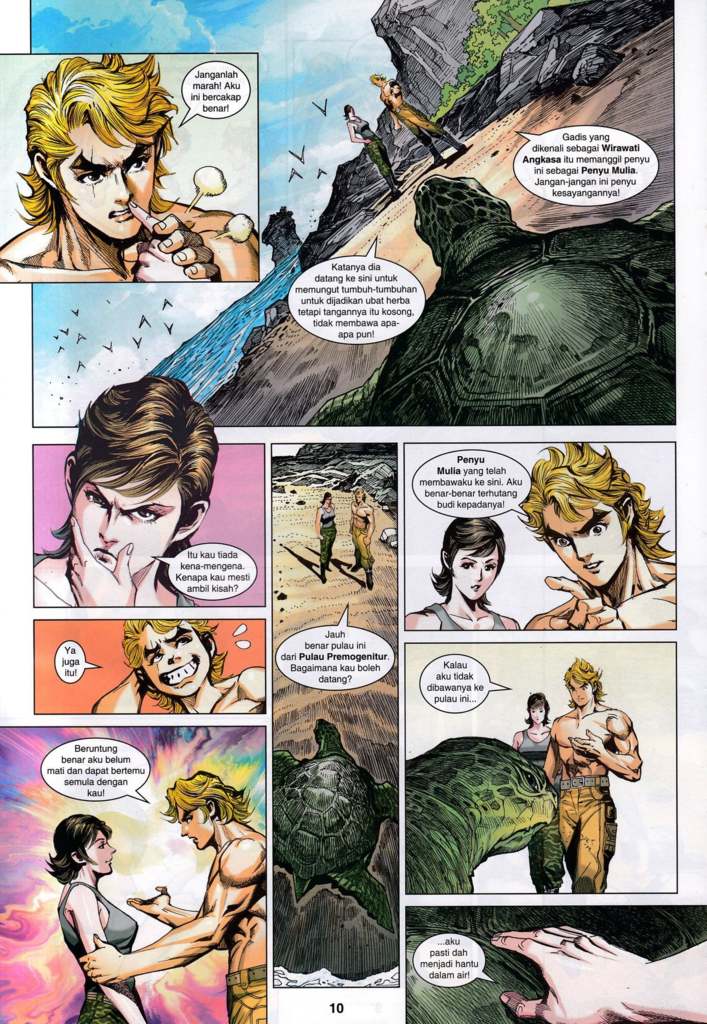 Janganlah
marah! Aku
ini bercakap
benar!
Gadis yang
dikenali sebagai Wirawati
Angkasa itu memanggil penyu
ini sebagai Penyu Mulia.
Jangan-jangan ini penyu
kesayangannya!
Katanya dia
datang ke sini untuk
memungut tumbuh-tumbuhan
untuk dijadikan ubat herba
tetapi tangannya itu kosong,
tidak membawa apa-
apa pun!
Itu kau tiada
kena-mengena.
Kenapa kau mesti
ambil kisah?
Ya
juga
itu!
Beruntung
benar aku belum
mati dan dapat bertemu
semula dengan
kau!
Jauh
benar pulau ini
dari Pulau Premogenitur.
Bagaimana kau boleh
datang?
Penyu
Mulia yang telah
membawaku ke sini. Aku
benar-benar terhutang
budi kepadanya!
Kalau
aku tidak
dibawanya ke
pulau ini...
...aku
pasti dah
menjadi hantu
dalam air!
10